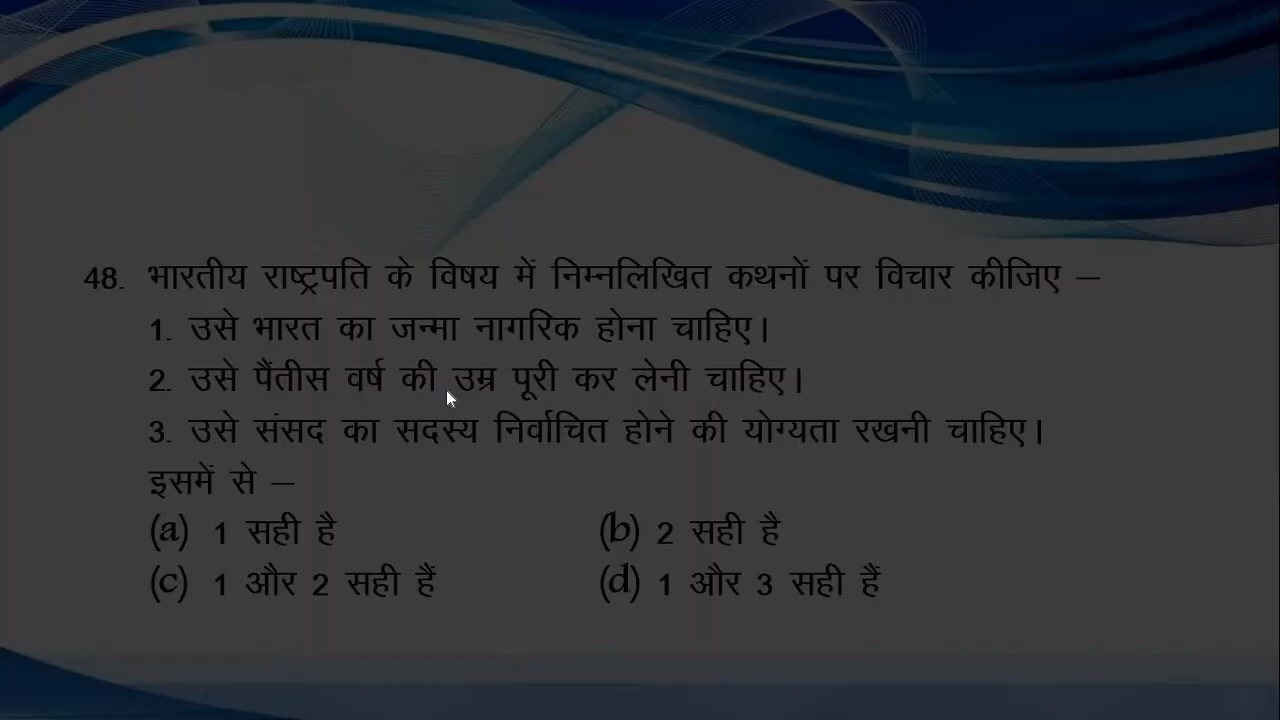 48. भारतीय राष्ट्रपति के विषय में निम्नलिखित कथनों पर विचार कीजिए –
1. उसे भारत का जन्मा नागरिक होना चाहिए।
2. उसे पैंतीस वर्ष की उम्र पूरी कर लेनी चाहिए।
3. उसे संसद का सदस्य निर्वाचित होने की योग्यता रखनी चाहिए।
इसमें से –
(a) 1 सही है (b) 2 सही है
(c) 1 और 2 सही हैं (d) 1 और 3 सही हैं